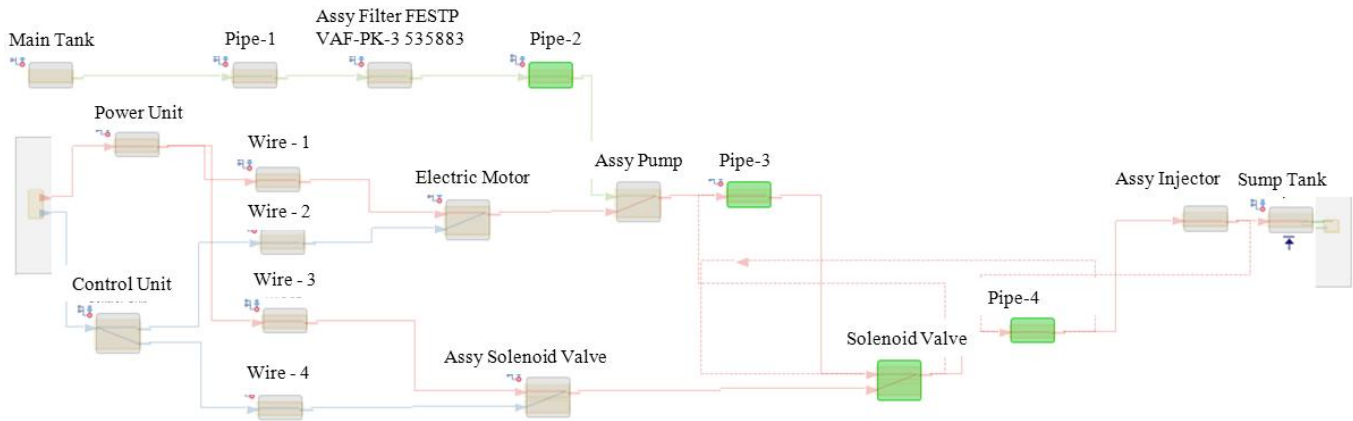 Assy Filter FESTP
Main Tank
Pipe-1
VAF-PK-3 535883
Pipe-2
Power Unit
Wire - 1
Assy Pump
Pipe-3
Electric Motor
Assy Injector
Sump Tank
Wire - 2
Control Unit
Wire - 3
Pipe-4
Solenoid Valve
Assy Solenoid Valve
Wire - 4